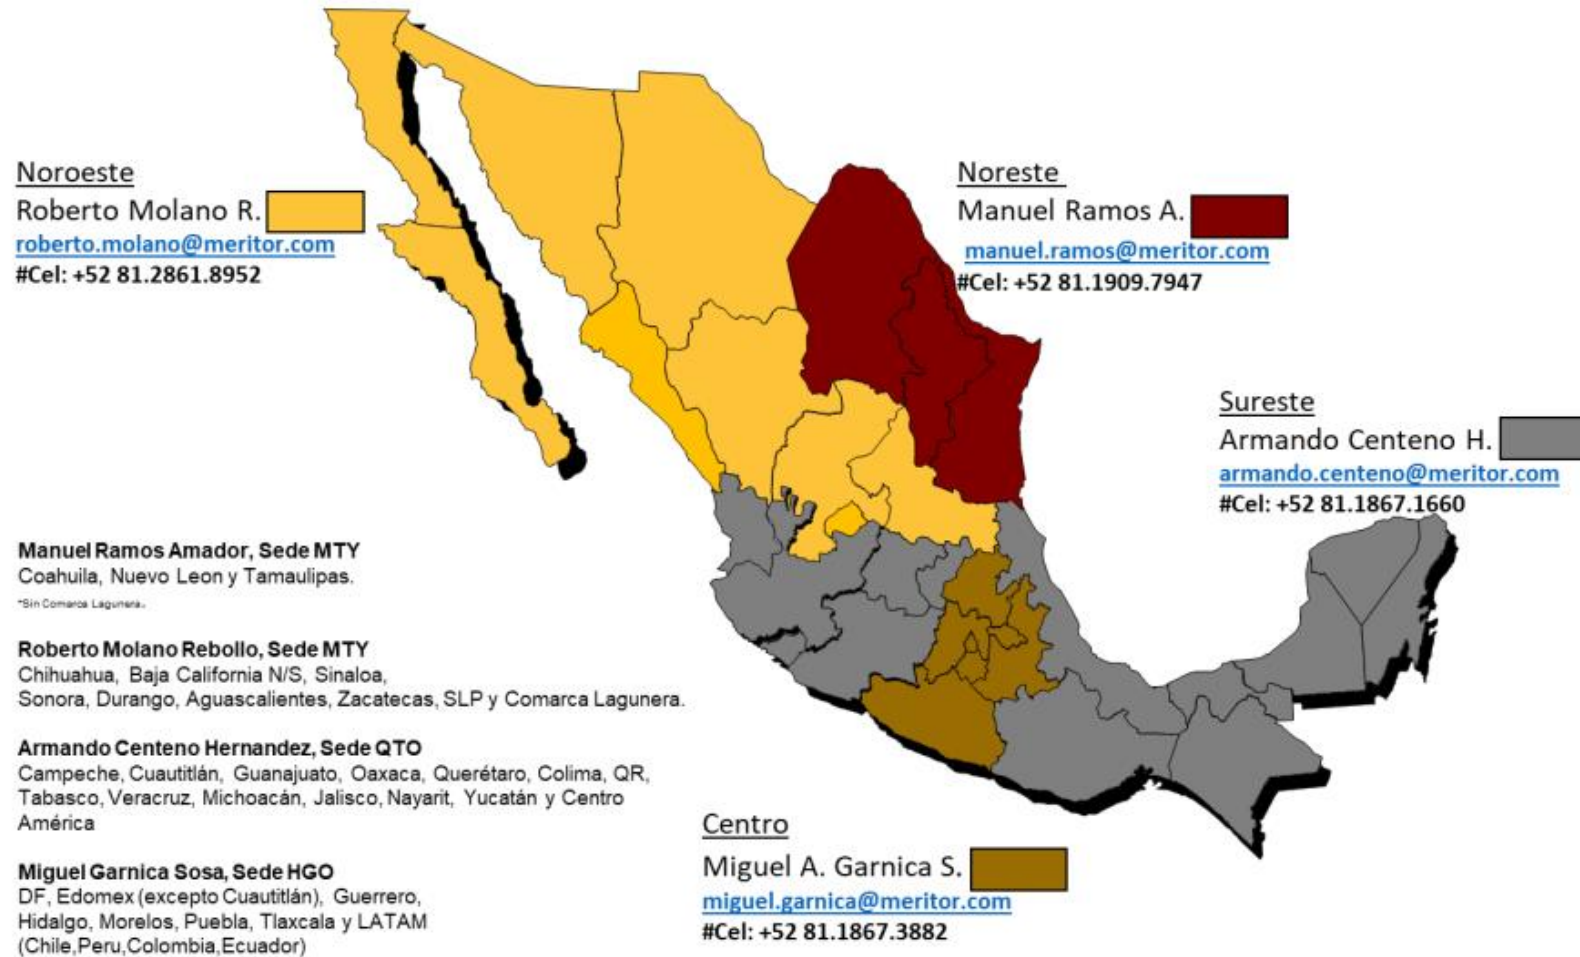 Noroeste
Roberto Molano R.
roberto.molano@meritor.com
#Cel: +52 81.2861.8952
Noreste
Manuel Ramos A.
manuel.ramos@meritor.com
#Cel: +52 81.1909.7947
Sureste
Armando Centeno H.
armando.centeno@meritor.com
#Cel: +52 81.1867.1660
Manuel Ramos Amador, Sede MTY
Coahuila, Nuevo Leon y Tamaulipas.
*Sin Comarca Lagunera.
Roberto Molano Rebollo, Sede MTY
Chihuahua, Baja California N/S, Sinaloa,
Sonora, Durango, Aguascalientes, Zacatecas, SLP y Comarca Lagunera.
Armando Centeno Hernandez, Sede QTO
Campeche, Cuautitlán, Guanajuato, Oaxaca, Querétaro, Colima, QR,
Tabasco, Veracruz, Michoacán, Jalisco, Nayarit, Yucatán y Centro
América
Miguel Garnica Sosa, Sede HGO
DF, Edomex (excepto Cuautitlán), Guerrero,
Hidalgo, Morelos, Puebla, Tlaxcala y LATAM
(Chile,Peru,Colombia,Ecuador)
Centro
Miguel A. Garnica S.
miguel.garnica@meritor.com
#Cel: +52 81.1867.3882